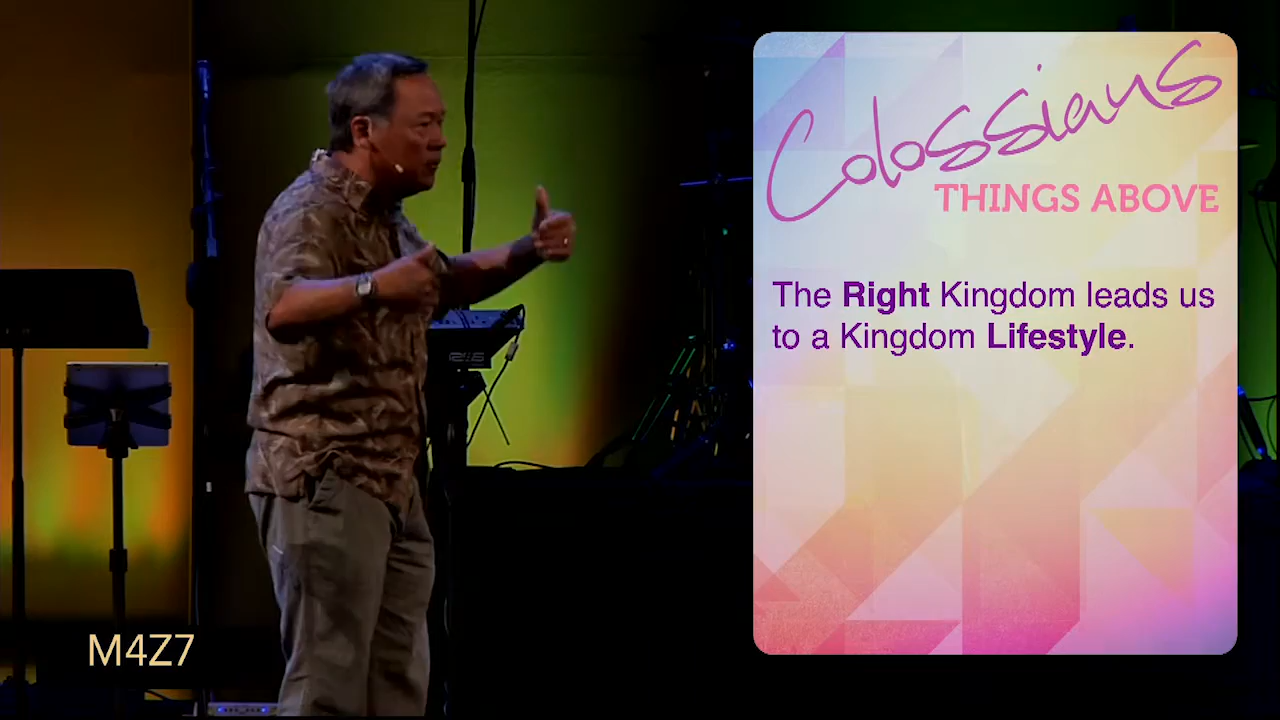 Colossians
THINGS ABOVE
The Right Kingdom leads us
to a Kingdom Lifestyle.
M4Z7